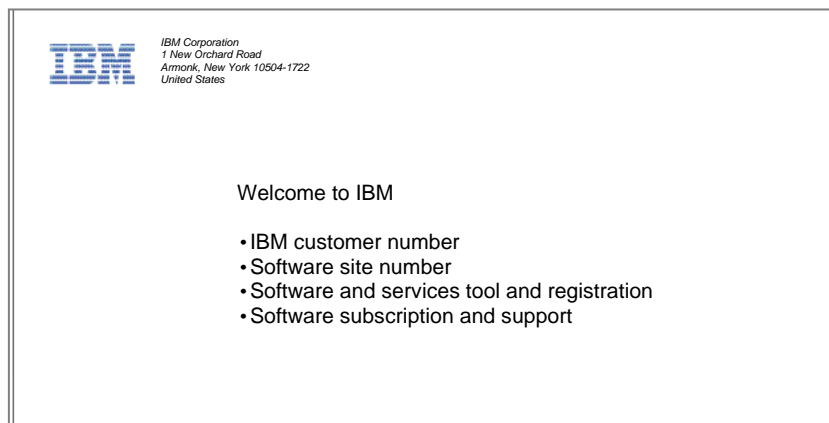 IBM
IBM Corporation
1 New Orchard Road
Armonk, New York 10504-1722
United States
Welcome to IBM
•IBM customer number
•Software site number
•Software and services tool and registration
•Software subscription and support